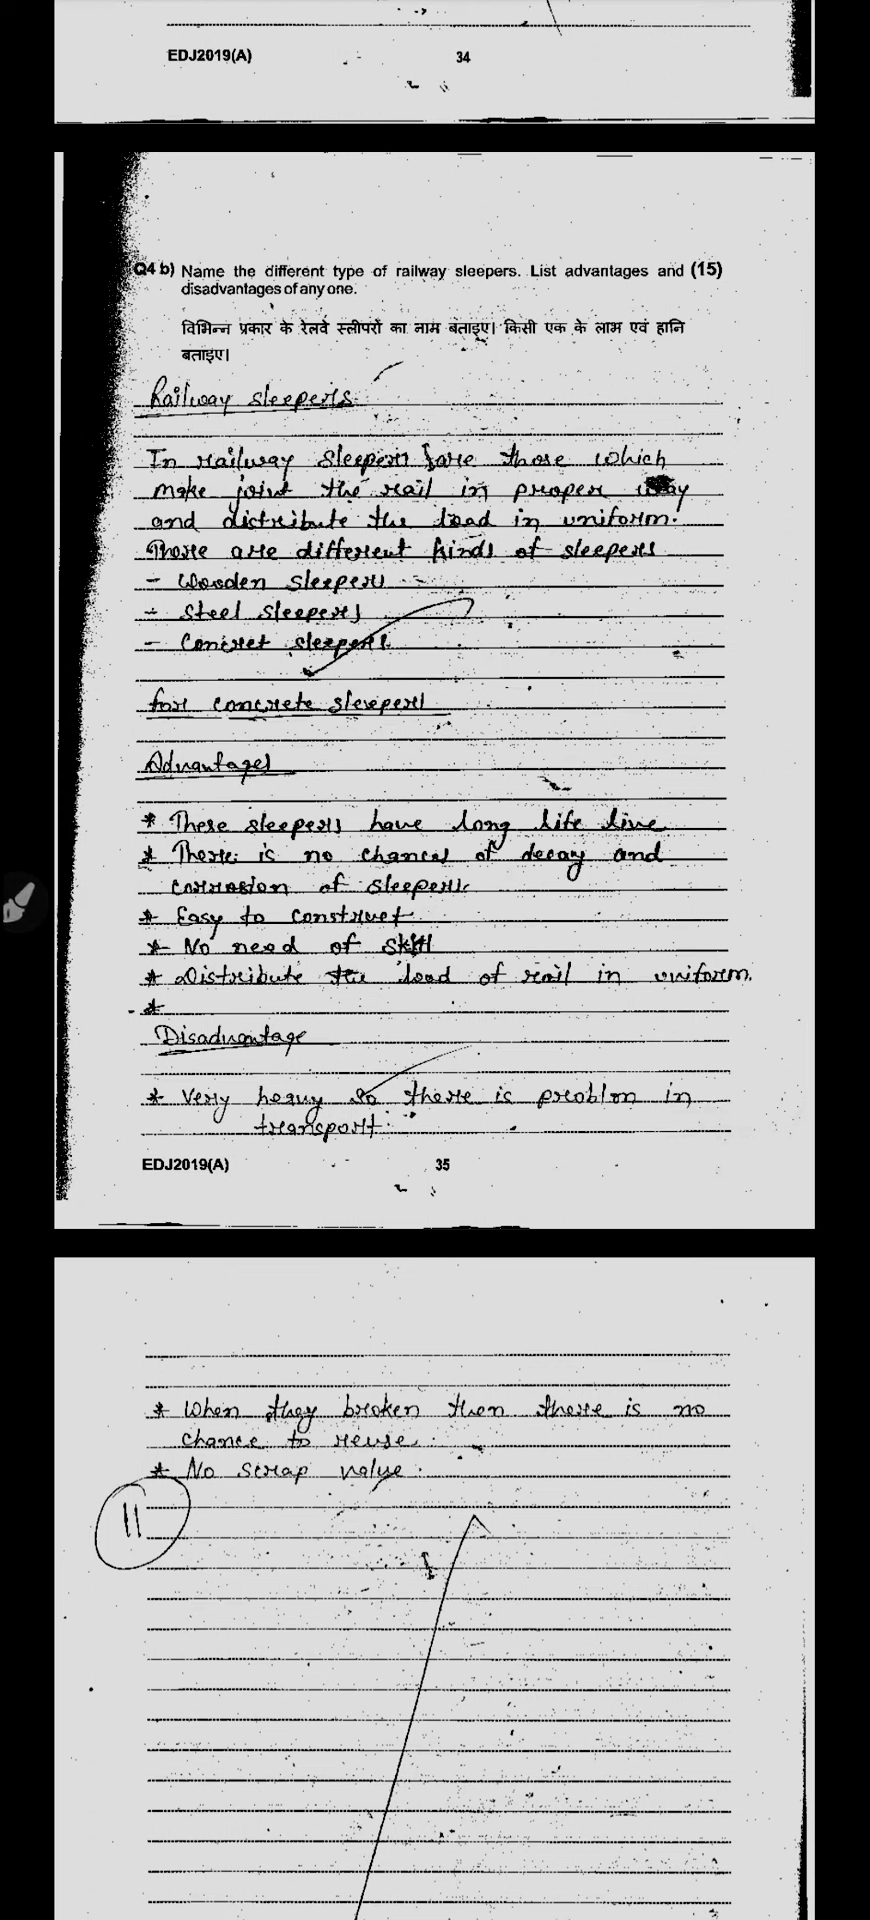 EDJ2019(A) 34
Q4 b) Name the different type of railway sleepers. List advantages and (15)
disadvantages of any one.
विभिन्न प्रकार के रेलवे स्लीपरों का नाम बताइए। किसी एक के लाभ एवं हानि
बताइए।
Railway sleepers
In railway sleepers are those which
make joint the rail in proper way
and distribute the load in uniform.
There are different kinds of sleepers
- Wooden sleepers
- Steel sleepers
- Concret sleepers.
for concrete sleepers
Advantages
* These sleepers have long life live
* There is no chances of decay and
corrosion of sleepers.
* Easy to construct
* No need of skill
* Distribute the load of rail in uniform.
*
Disadvantage
* Very heavy so there is problem in
transport.
EDJ2019(A) 35
* When they broken then there is no
chance to reuse.
* No scrap value.
11